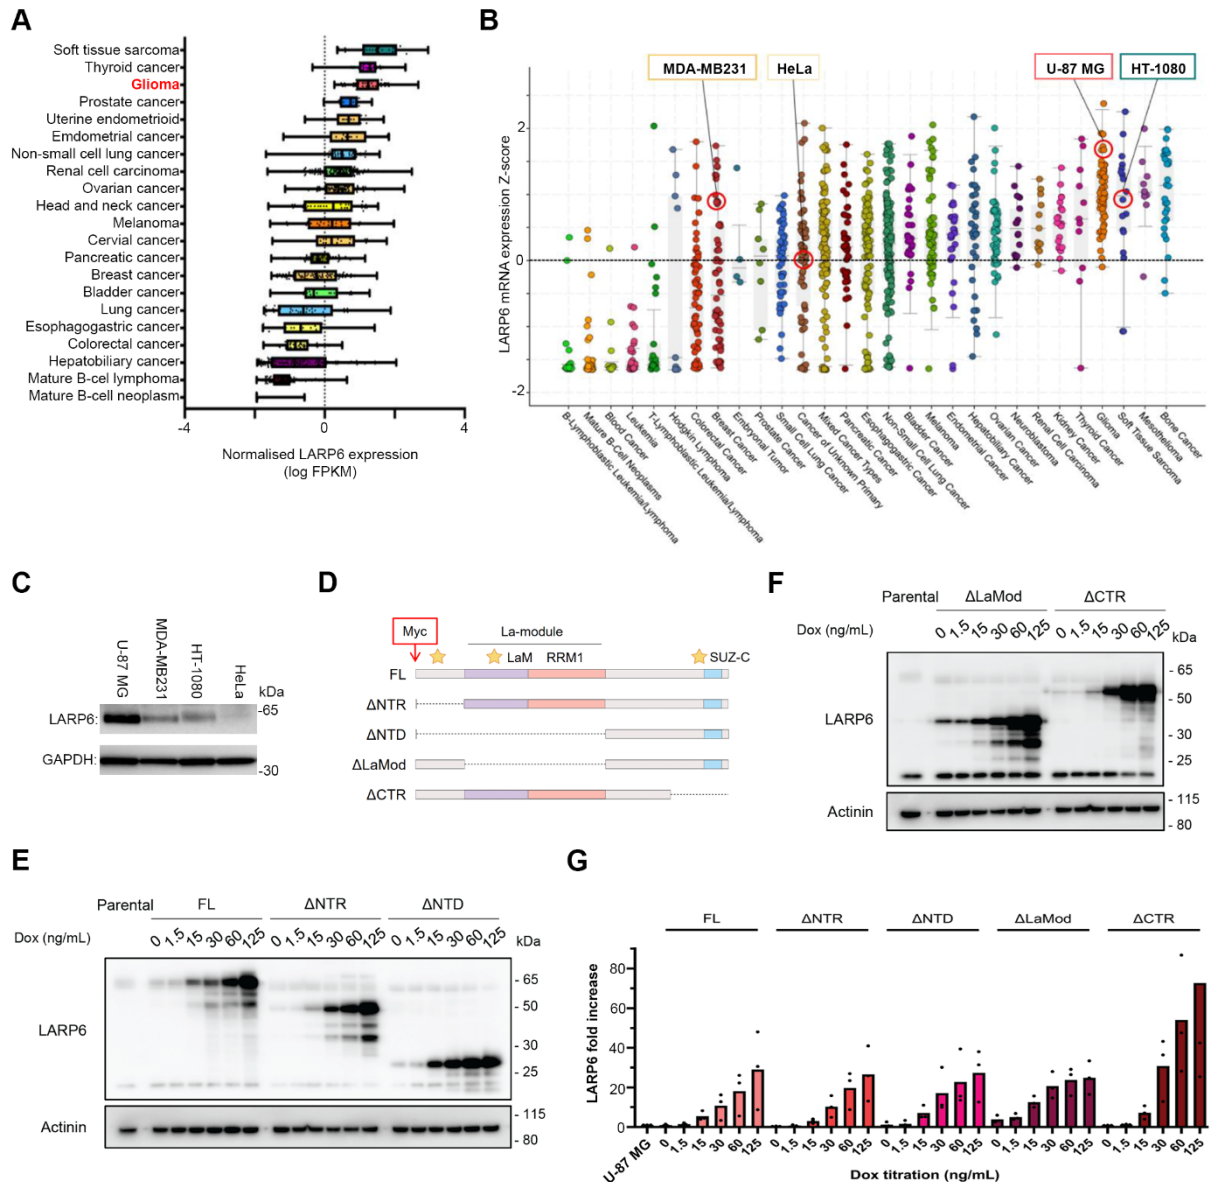 A
Soft tissue sarcoma
Thyroid cancer
Glioma
Prostate cancer
Uterine endometrioid
Emdometrial cancer
Non-small cell lung cancer
Renal cell carcinoma
Ovarian cancer
Head and neck cancer
Melanoma
Cervial cancer
Pancreatic cancer
Breast cancer
Bladder cancer
Lung cancer
Esophagogastric cancer
Colorectal cancer
Hepatobiliary cancer
Mature B-cel lymphoma
Mature B-cell neoplasm
-4 -2 0 2 4
Normalised LARP6 expression
(log FPKM)
B
MDA-MB231 HeLa U-87 MG HT-1080
LARP6 mRNA expression Z-score
2
0
-2
B-Lymphoblastic Leukemia/Lymphoma
Mature B-Cell Neoplasms
Blood Cancer
Leukemia
T-Lymphoblastic Leukemia/Lymphoma
Hodgkin Lymphoma
Colorectal Cancer
Breast Cancer
Embryonal Tumor
Prostate Cancer
Small Cell Lung Cancer
Cancer of Unknown Primary
Mixed Cancer Types
Pancreatic Cancer
Esophagogastric Cancer
Non-Small Cell Lung Cancer
Bladder Cancer
Melanoma
Endometrial Cancer
Hepatobiliary Cancer
Ovarian Cancer
Neuroblastoma
Renal Cell Carcinoma
Kidney Cancer
Thyroid Cancer
Glioma
Soft Tissue Sarcoma
Mesothelioma
Bone Cancer
C
U-87 MG
MDA-MB231
HT-1080
HeLa
kDa
LARP6:
-65
GAPDH:
-30
D
Myc
La-module
LaM RRM1 SUZ-C
FL
ΔNTR
ΔNTD
ΔLaMod
ΔCTR
F
Parental ΔLaMod ΔCTR
Dox (ng/mL) 0 1.5 15 30 60 125 0 1.5 15 30 60 125 kDa
LARP6
- 65
- 50
- 30
- 25
Actinin
- 115
- 80
E
Parental FL ΔNTR ΔNTD
Dox (ng/mL) 0 1.5 15 30 60 125 0 1.5 15 30 60 125 0 1.5 15 30 60 125 kDa
LARP6
- 65
- 50
- 30
- 25
Actinin
- 115
- 80
G
FL ΔNTR ΔNTD ΔLaMod ΔCTR
LARP6 fold increase
80
60
40
20
0
U-87 MG 0 1.5 15 30 60 125 0 1.5 15 30 60 125 0 1.5 15 30 60 125 0 1.5 15 30 60 125 0 1.5 15 30 60 125
Dox titration (ng/mL)